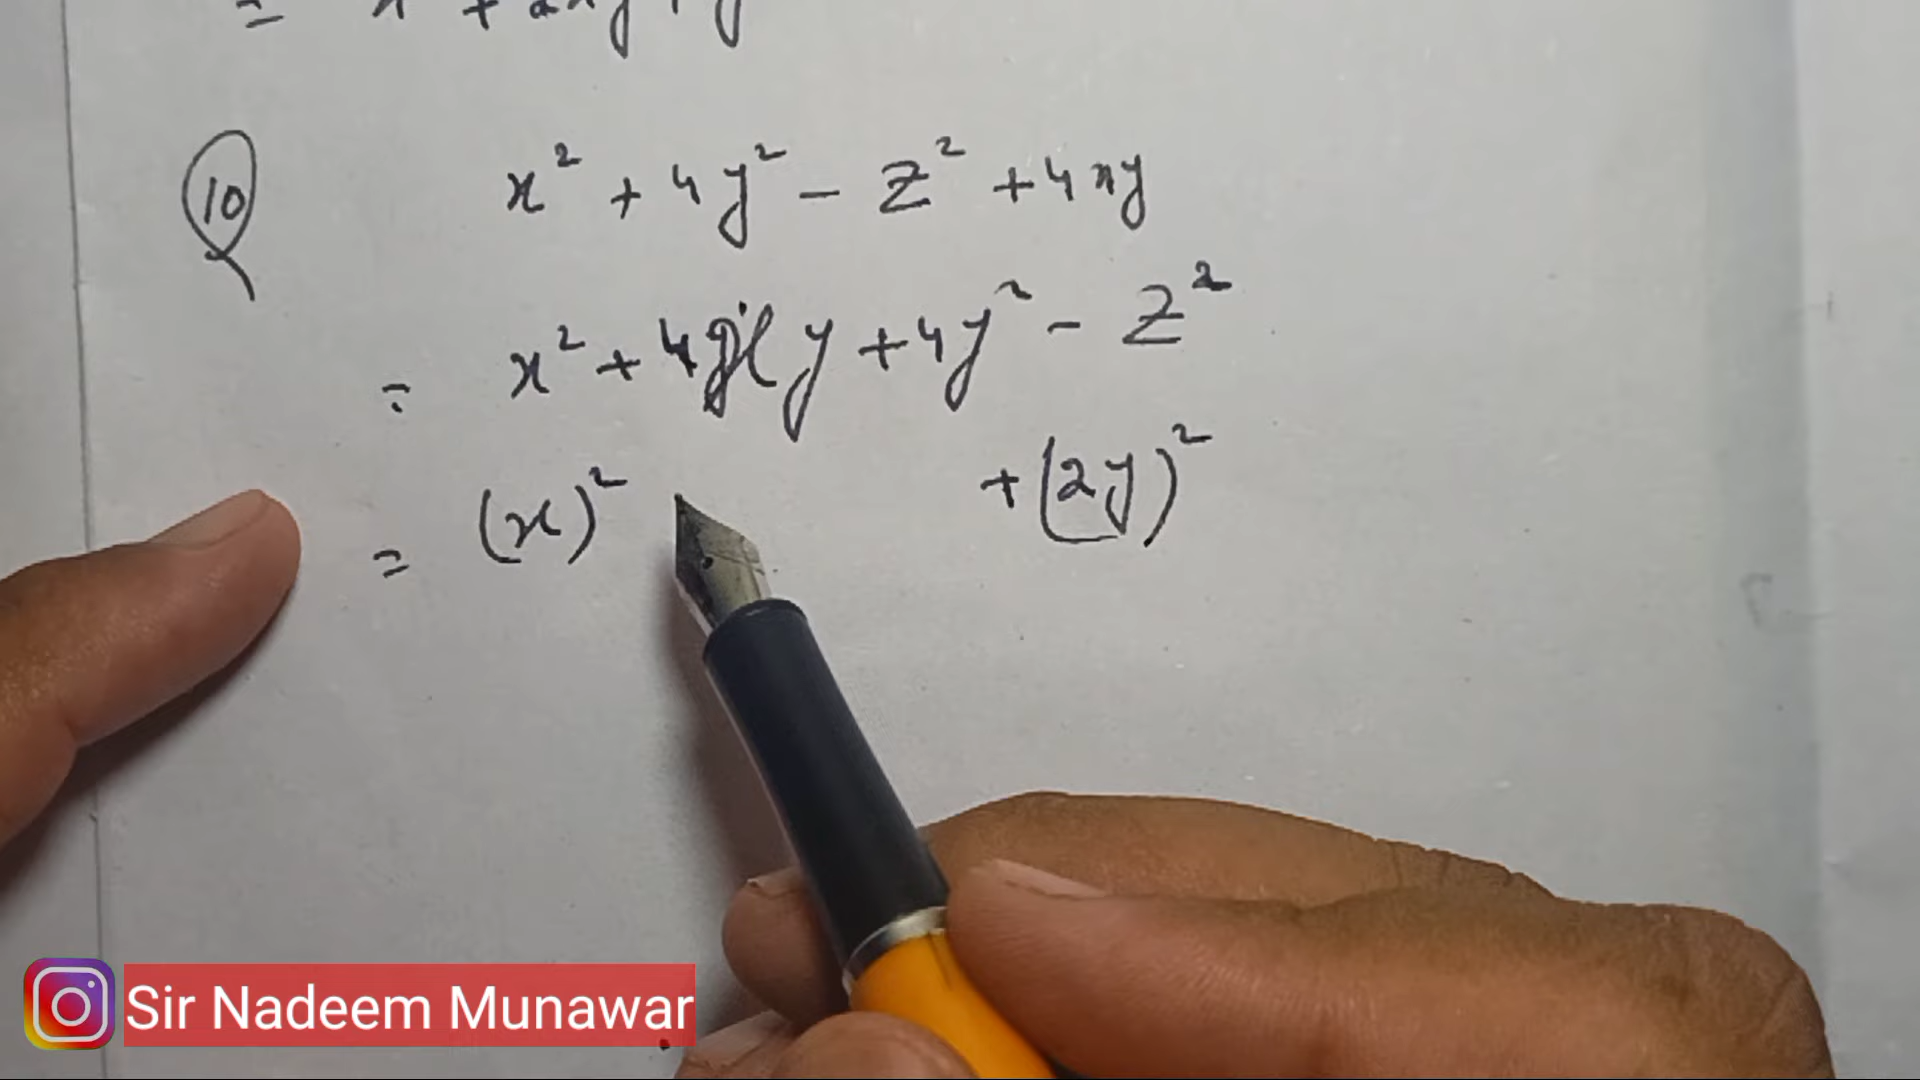 10 x² + 4y² - z² + 4xy
= x² + 4xy + 4y² - z²
= (x)² + (2y)²
Sir Nadeem Munawar